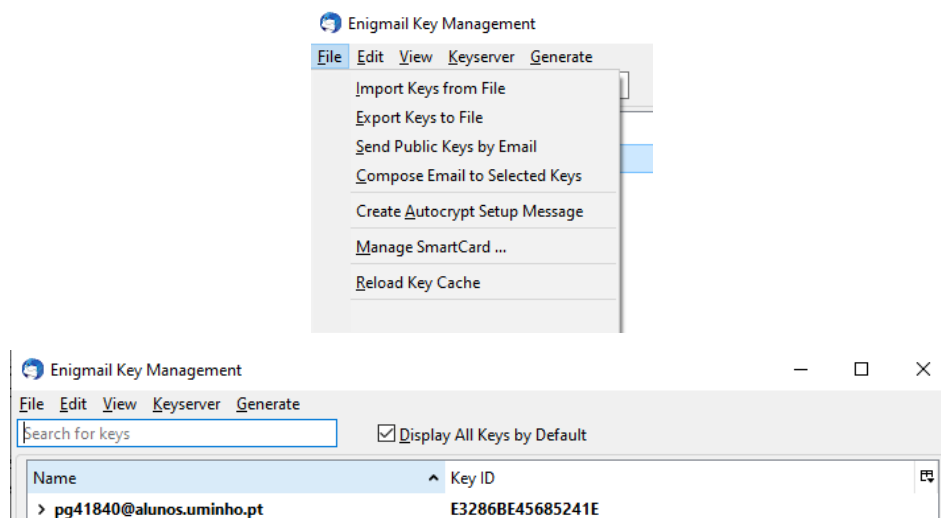 Enigmail Key Management
File Edit View Keyserver Generate
Import Keys from File
Export Keys to File
Send Public Keys by Email
Compose Email to Selected Keys
Create Autocrypt Setup Message
Manage SmartCard ...
Reload Key Cache
Enigmail Key Management
File Edit View Keyserver Generate
Search for keys Display All Keys by Default
Name Key ID
pg41840@alunos.uminho.pt E3286BE45685241E